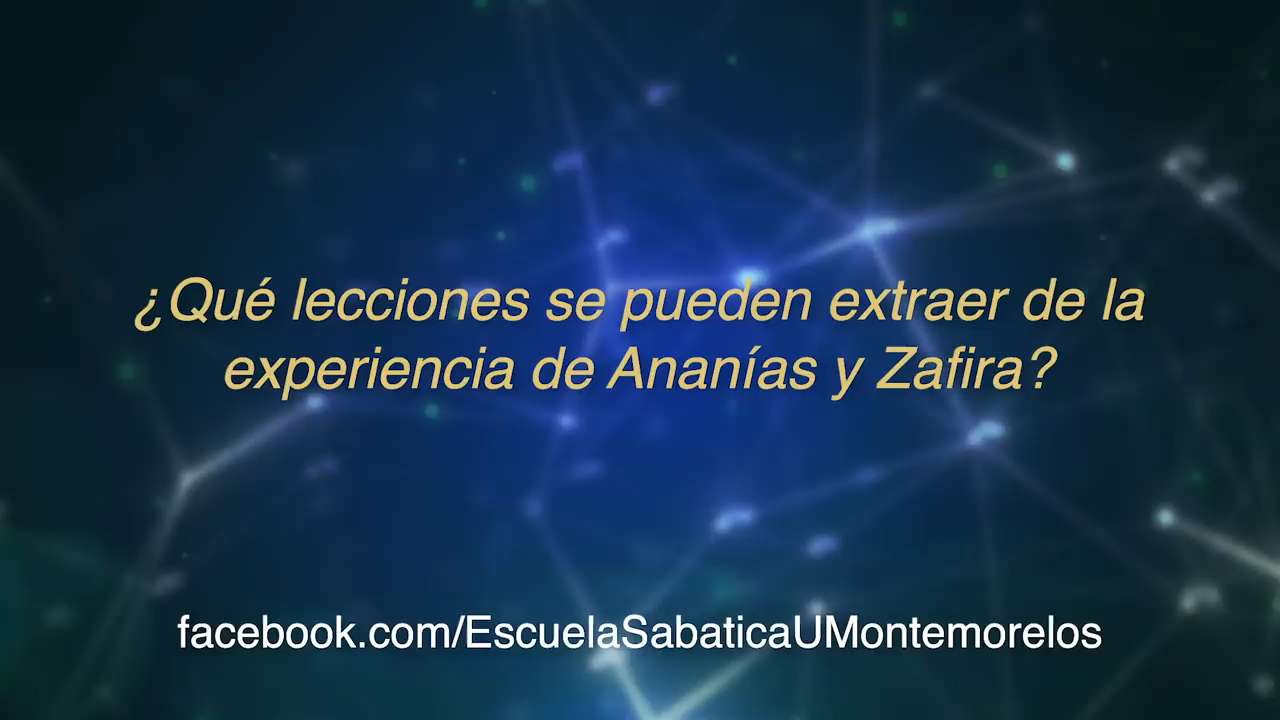 ¿Qué lecciones se pueden extraer de la
experiencia de Ananías y Zafira?
facebook.com/EscuelaSabaticaUMontemorelos